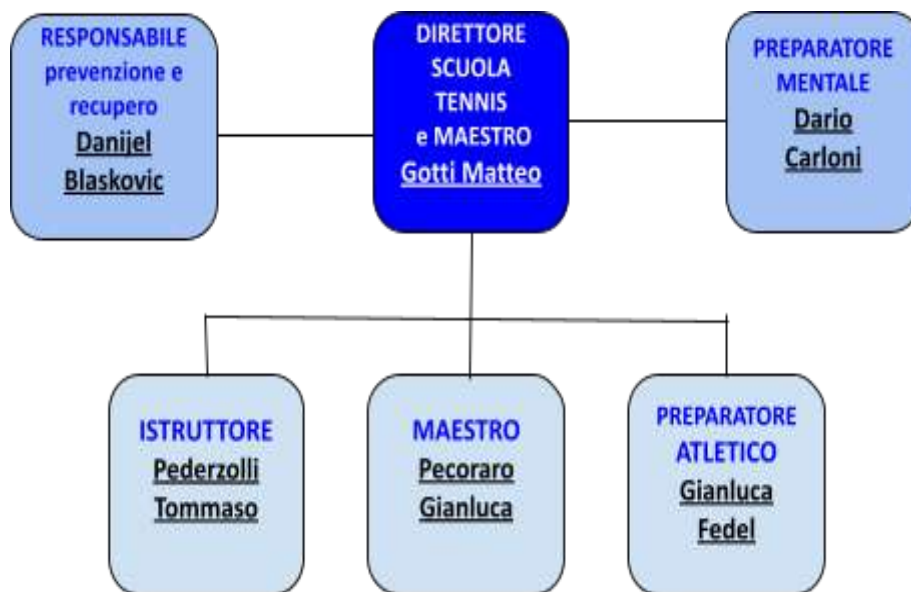 RESPONSABILE
prevenzione e
recupero
Danijel
Blaskovic
DIRETTORE
SCUOLA
TENNIS
e MAESTRO
Gotti Matteo
PREPARATORE
MENTALE
Dario
Carloni
ISTRUTTORE
Pederzolli
Tommaso
MAESTRO
Pecoraro
Gianluca
PREPARATORE
ATLETICO
Gianluca
Fedel